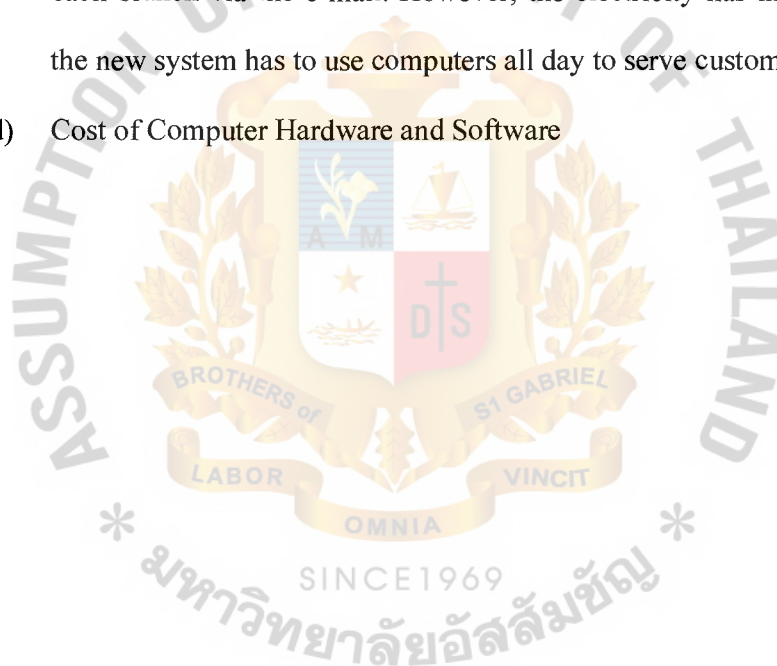 the new system has to use computers all day to serve custom
Cost of Computer Hardware and Software
ASSUMPTION
OF
THAILAND
A M
D S
BROTHERS of
S1 GABRIEL
LABOR
VINCIT
OMNIA
SINCE1969
มหาวิทยาลัยอัสสัมชัญ